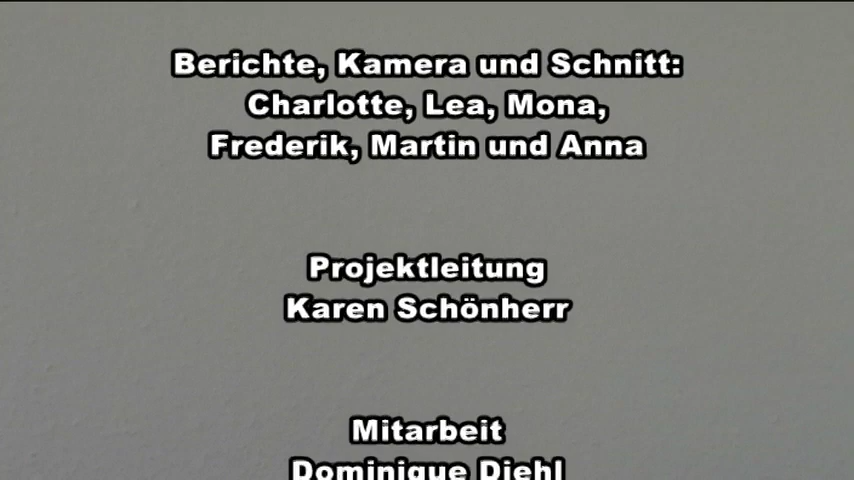 Berichte, Kamera und Schnitt:
Charlotte, Lea, Mona,
Frederik, Martin und Anna
Projektleitung
Karen Schönherr
Mitarbeit
Dominique Diehl